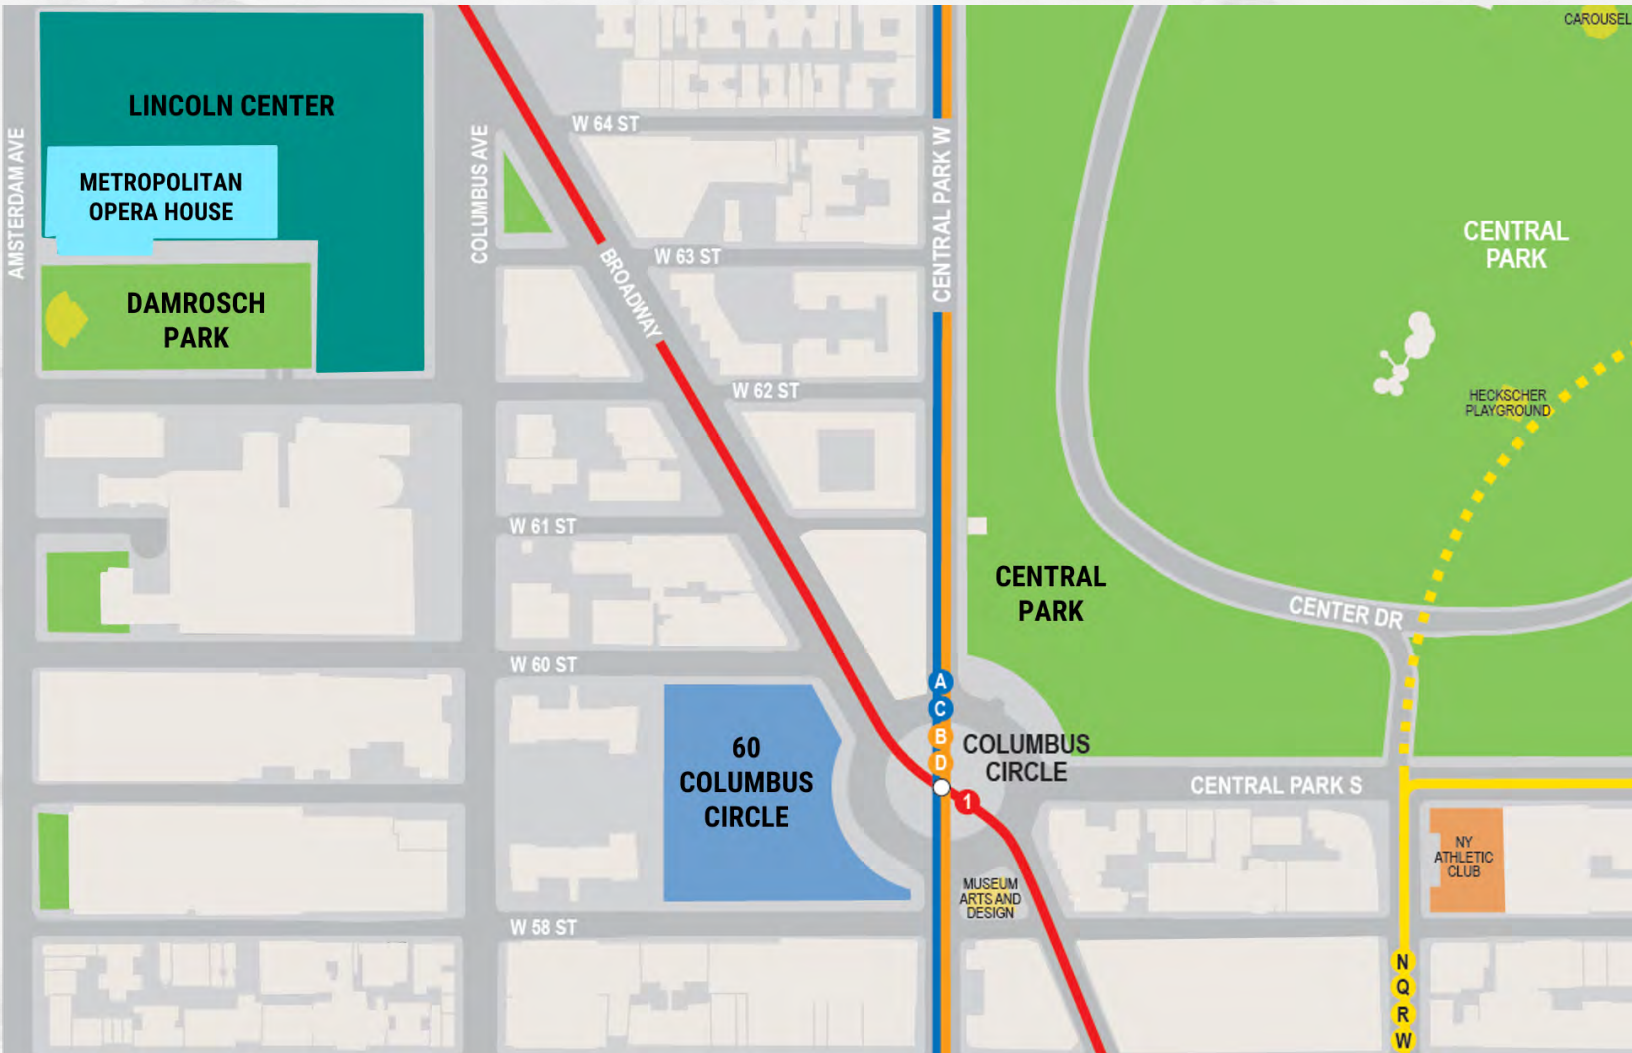 CAROUSEL
LINCOLN CENTER
W 64 ST
AMSTERDAM AVE
COLUMBUS AVE
CENTRAL PARK W
METROPOLITAN
OPERA HOUSE
CENTRAL
PARK
W 63 ST
BROADWAY
DAMROSCH
PARK
W 62 ST
HECKSCHER
PLAYGROUND
W 61 ST
CENTRAL
PARK
CENTER DR
W 60 ST
A
C
B
D
1
COLUMBUS
CIRCLE
60
COLUMBUS
CIRCLE
CENTRAL PARK S
NY
ATHLETIC
CLUB
MUSEUM
ARTS AND
DESIGN
W 58 ST
N
Q
R
W